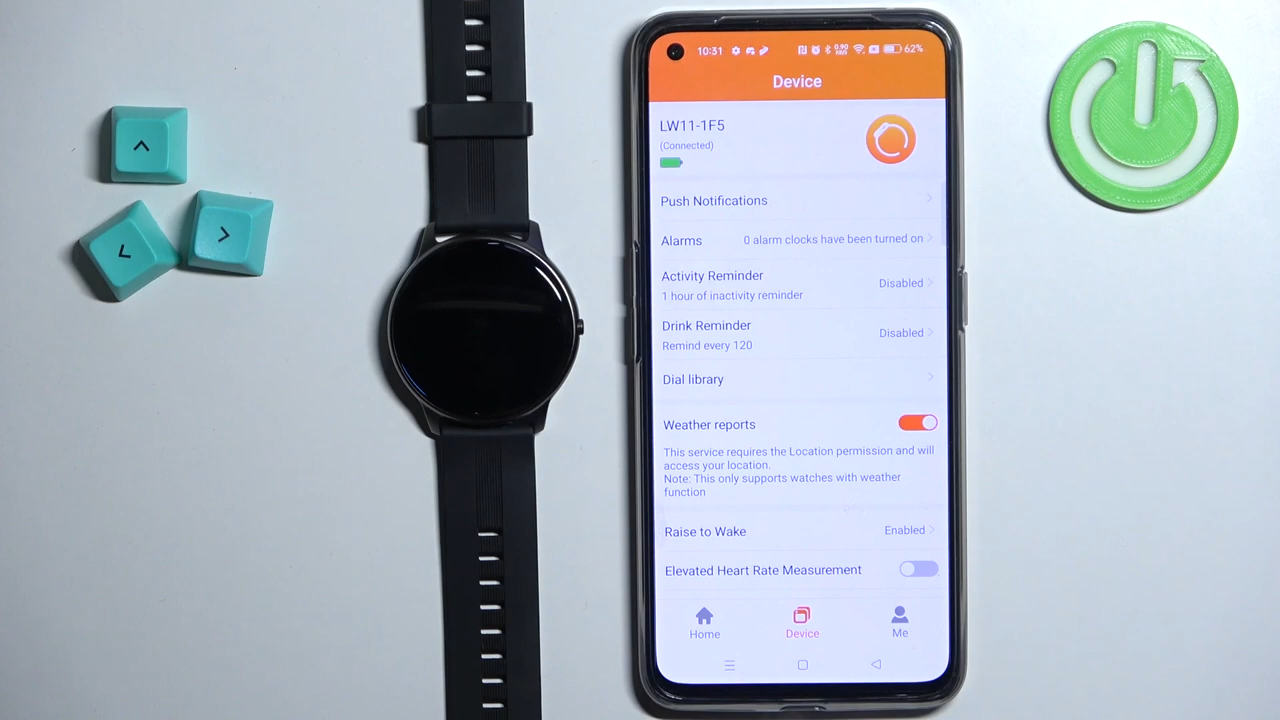 10:31
0.90
KB/S
62%
Device
LW11-1F5
(Connected)
Push Notifications
Alarms 0 alarm clocks have been turned on
Activity Reminder
1 hour of inactivity reminder
Disabled
Drink Reminder
Remind every 120
Disabled
Dial library
Weather reports
This service requires the Location permission and will
access your location.
Note: This only supports watches with weather
function
Raise to Wake Enabled
Elevated Heart Rate Measurement
Home Device Me